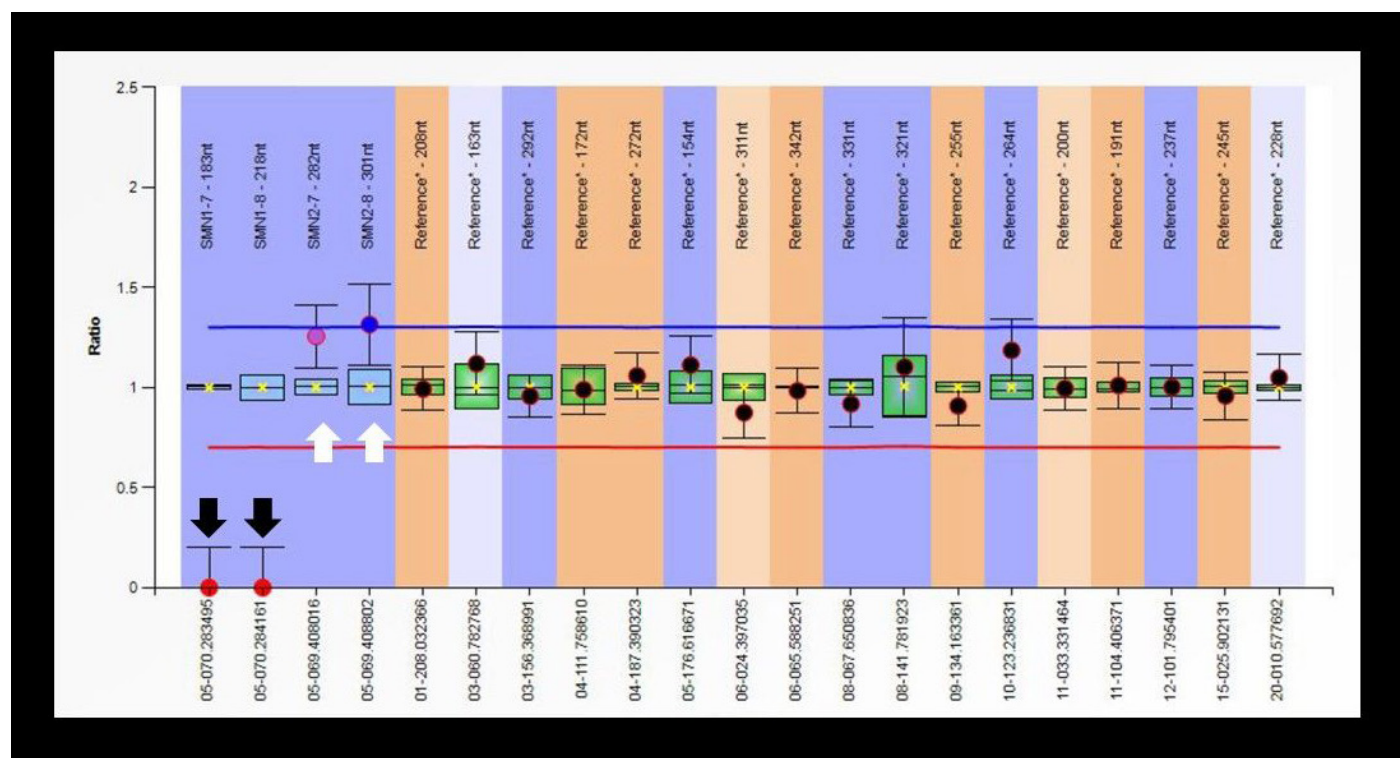 2.5
2
1.5
1
0.5
0
Ratio
SMN1-7 - 183nt
SMN1-8 - 218nt
SMN2-7 - 282nt
SMN2-8 - 301nt
Reference* - 208nt
Reference* - 163nt
Reference* - 292nt
Reference* - 172nt
Reference* - 272nt
Reference* - 154nt
Reference* - 311nt
Reference* - 342nt
Reference* - 331nt
Reference* - 321nt
Reference* - 255nt
Reference* - 264nt
Reference* - 200nt
Reference* - 191nt
Reference* - 237nt
Reference* - 245nt
Reference* - 228nt
05-070.283495
05-070.284161
05-069.408016
05-069.408802
01-208.032366
03-060.782768
03-156.368991
04-111.758610
04-187.390323
05-176.616671
06-024.397035
06-065.588251
08-067.650836
08-141.781923
09-134.163361
10-123.236831
11-033.331464
11-104.406371
12-101.795401
15-025.902131
20-010.577692